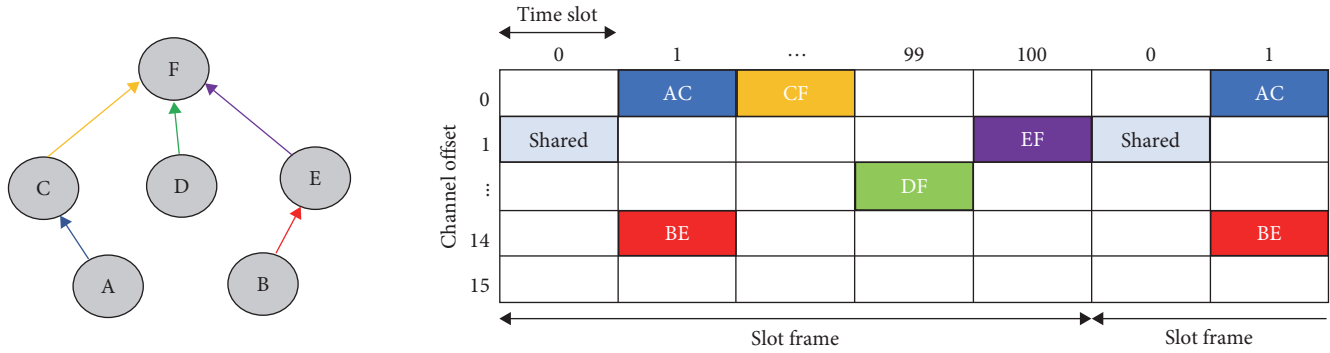 F
C
D
E
A
B
Time slot
0 1 ... 99 100 0 1
Channel offset
0 AC CF AC
1 Shared EF Shared
⋮ DF
14 BE BE
15
Slot frame Slot frame